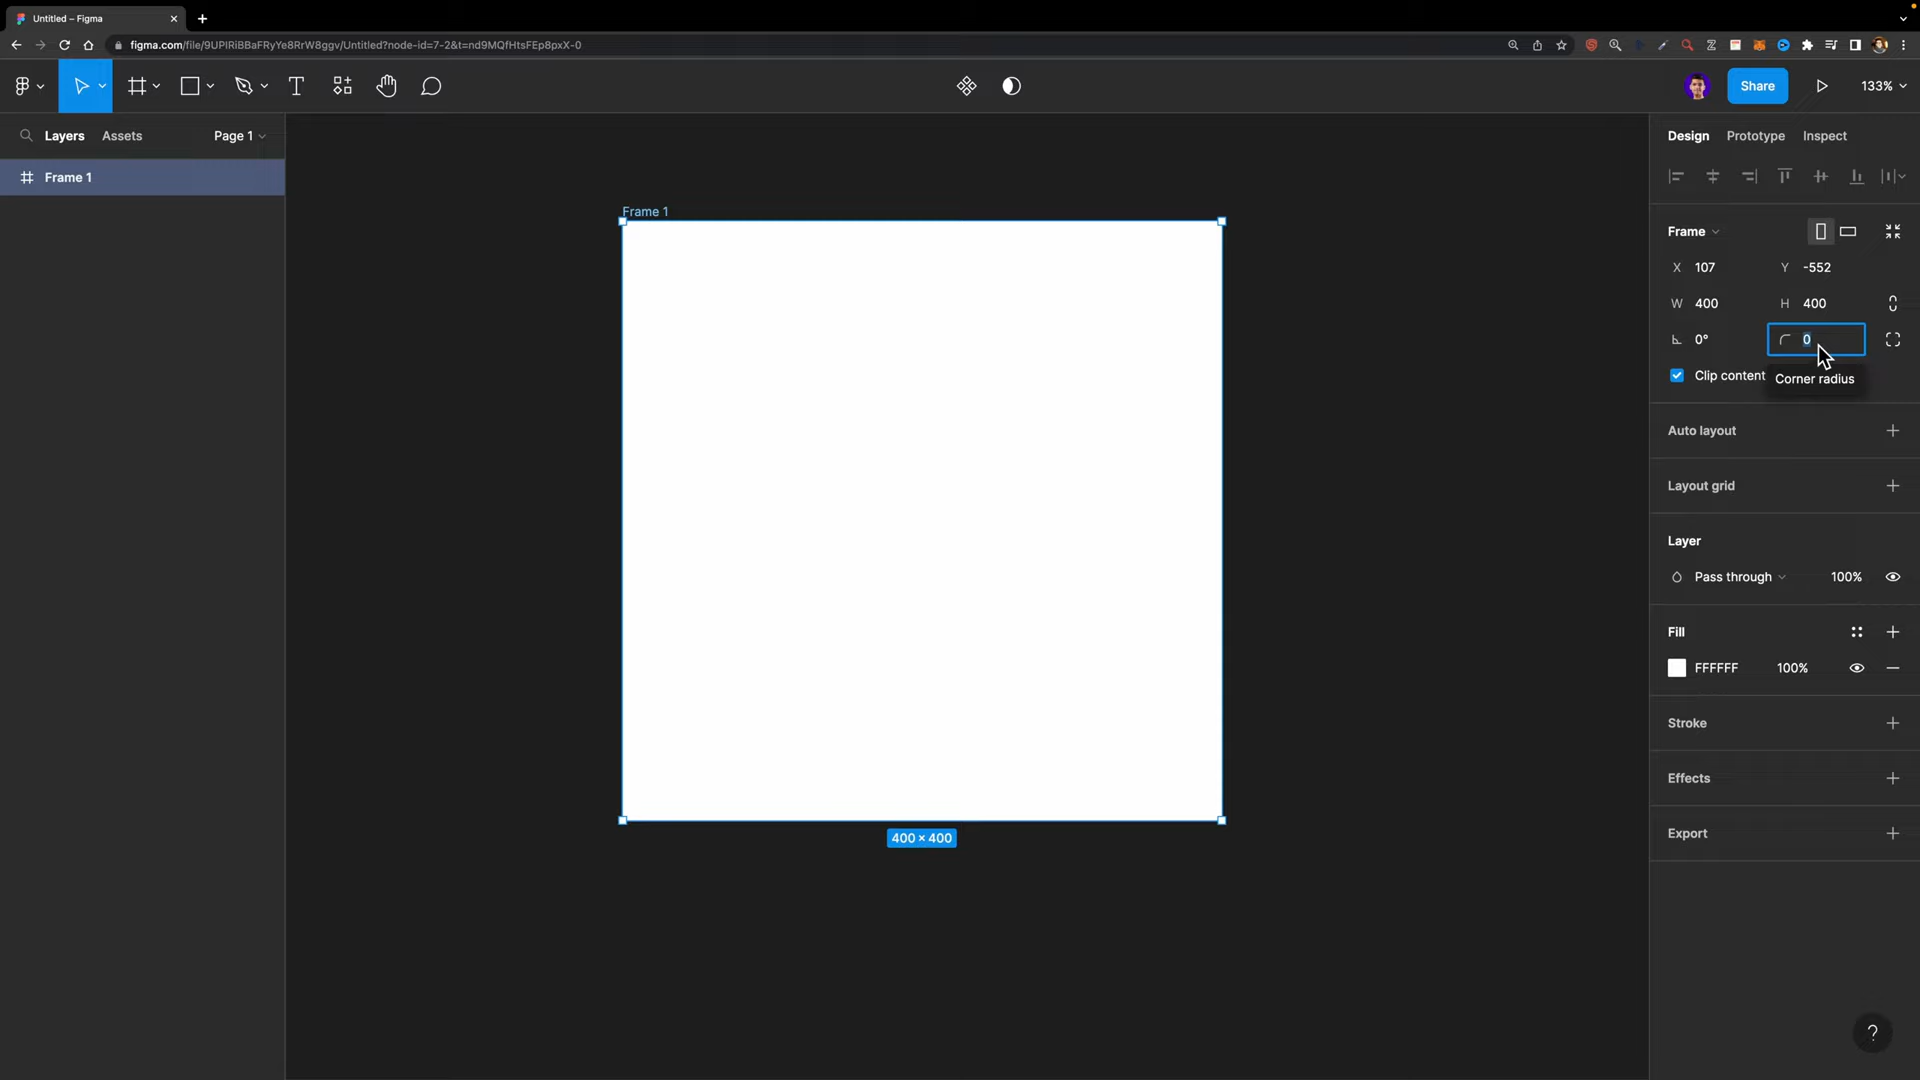 Untitled – Figma
figma.com/file/9UPIRiBBaFRyYe8RrW8ggv/Untitled?node-id=7-2&t=nd9MQfHtsFEp8pxX-0
Share
133%
Layers
Assets
Page 1
Design
Prototype
Inspect
Frame 1
Frame 1
Frame
X 107
Y -552
W 400
H 400
0°
0
Clip content
Corner radius
Auto layout
Layout grid
Layer
Pass through
100%
Fill
FFFFFF
100%
Stroke
Effects
Export
400 × 400
?